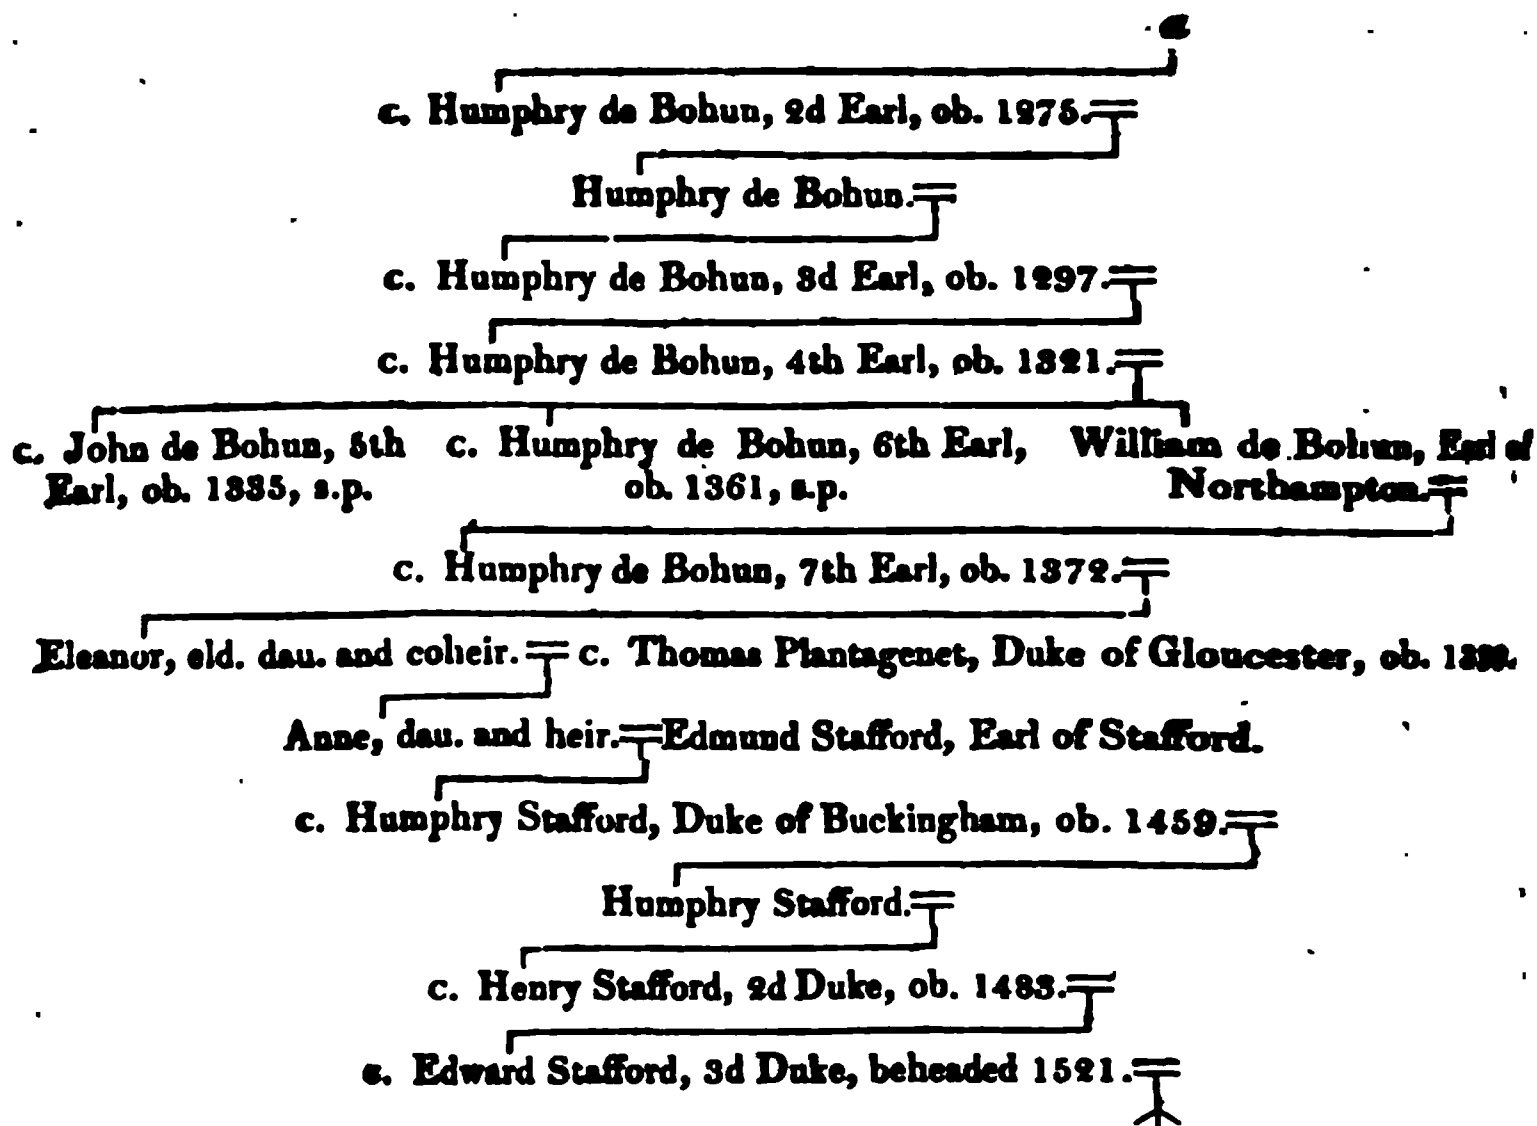 a
c. Humphry de Bohun, 2d Earl, ob. 1275.
Humphry de Bohun.
c. Humphry de Bohun, 3d Earl, ob. 1297.
c. Humphry de Bohun, 4th Earl, ob. 1321.
c. John de Bohun, 5th c. Humphry de Bohun, 6th Earl, William de Bohun, Earl of
Earl, ob. 1335, s.p. ob. 1361, s.p. Northampton.
c. Humphry de Bohun, 7th Earl, ob. 1372.
Eleanor, eld. dau. and coheir. = c. Thomas Plantagenet, Duke of Gloucester, ob.
Anne, dau. and heir. = Edmund Stafford, Earl of Stafford.
c. Humphry Stafford, Duke of Buckingham, ob. 1459.
Humphry Stafford.
c. Henry Stafford, 2d Duke, ob. 1483.
c. Edward Stafford, 3d Duke, beheaded 1521.